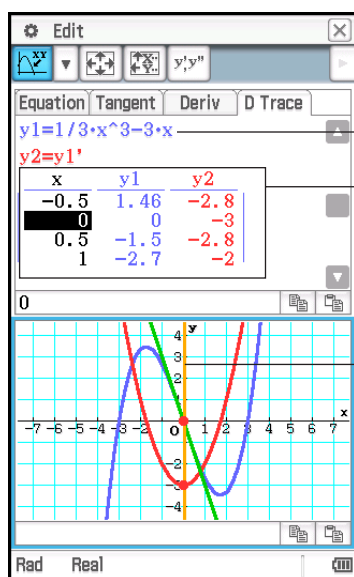 Edit
y',y"
Equation Tangent Deriv D Trace
y1=1/3·x^3-3·x
y2=y1'
x y1 y2
-0.5 1.46 -2.8
0 0 -3
0.5 -1.5 -2.8
1 -2.7 -2
0
4 y
3
2
1
x
-7 -6 -5 -4 -3 -2 -1 0 1 2 3 4 5 6 7
-2
-3
-4
Rad Real